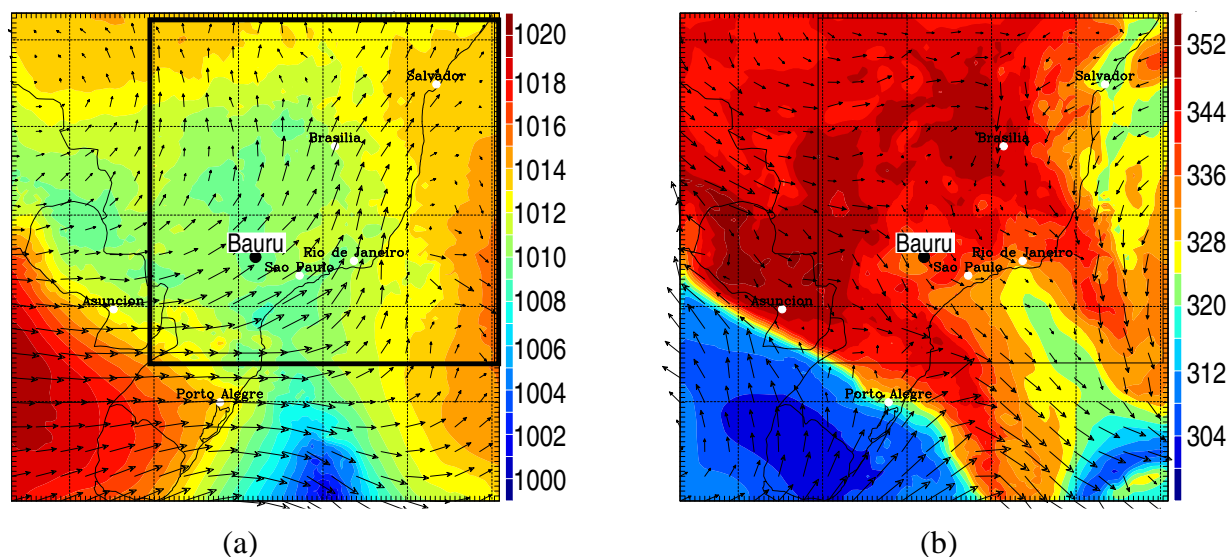 Salvador
Brasilia
Bauru
Rio de Janeiro
Sao Paulo
Asuncion
Porto Alegre
1020
1018
1016
1014
1012
1010
1008
1006
1004
1002
1000
(a)
Salvador
Brasilia
Bauru
Rio de Janeiro
Sao Paulo
Asuncion
Porto Alegre
352
344
336
328
320
312
304
(b)